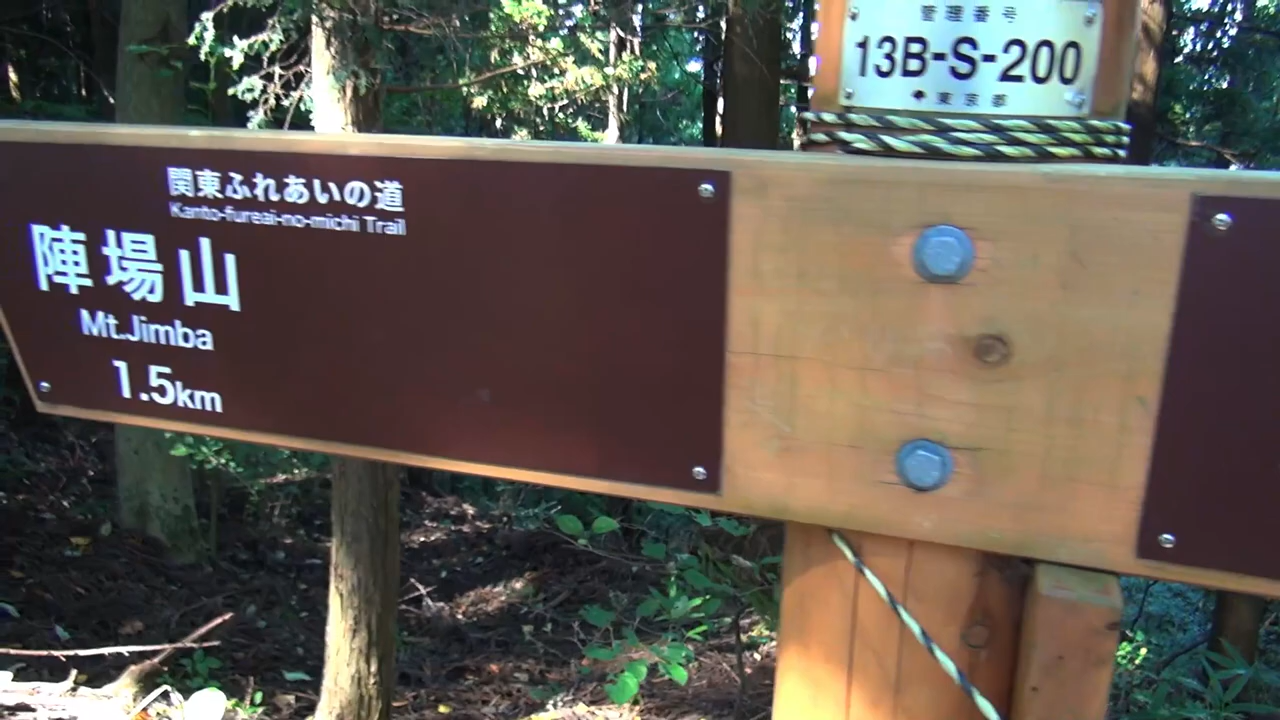 管理番号
13B-S-200
東京都
関東ふれあいの道
Kanto-fureai-no-michi Trail
陣場山
Mt.Jimba
1.5km